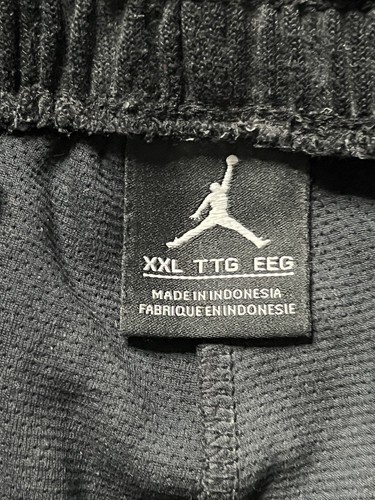 XXL TTG EEG
MADE IN INDONESIA
FABRIQUE EN INDONESIE